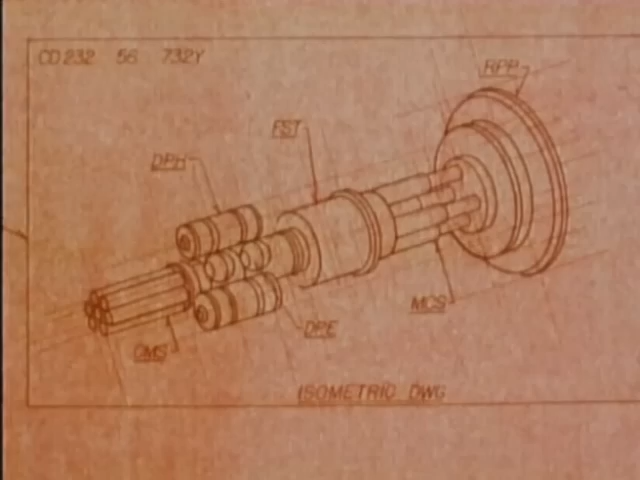 CD 232 56 732Y
RPP
FST
DPH
MCS
DPE
OMS
ISOMETRIC DWG